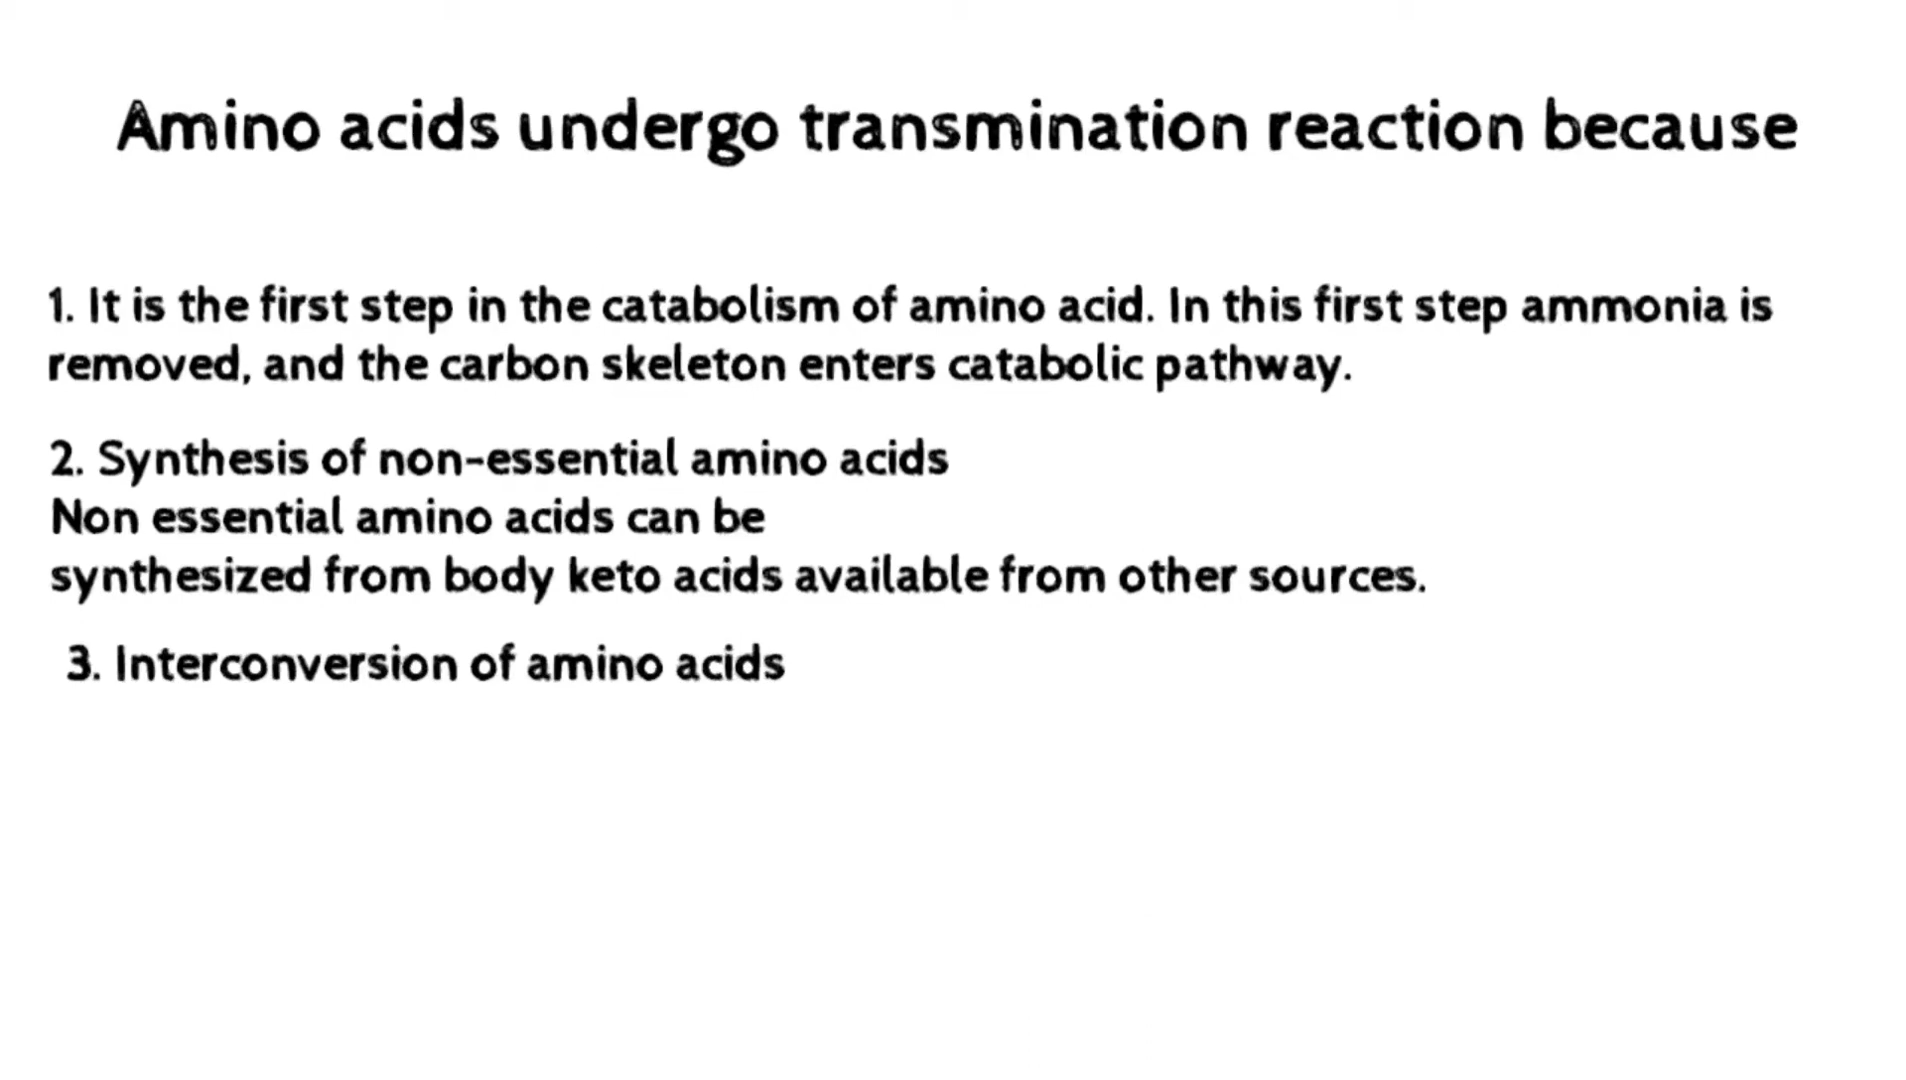 Amino acids undergo transmination reaction because
1. It is the first step in the catabolism of amino acid. In this first step ammonia is
removed, and the carbon skeleton enters catabolic pathway.
2. Synthesis of non-essential amino acids
Non essential amino acids can be
synthesized from body keto acids available from other sources.
3. Interconversion of amino acids